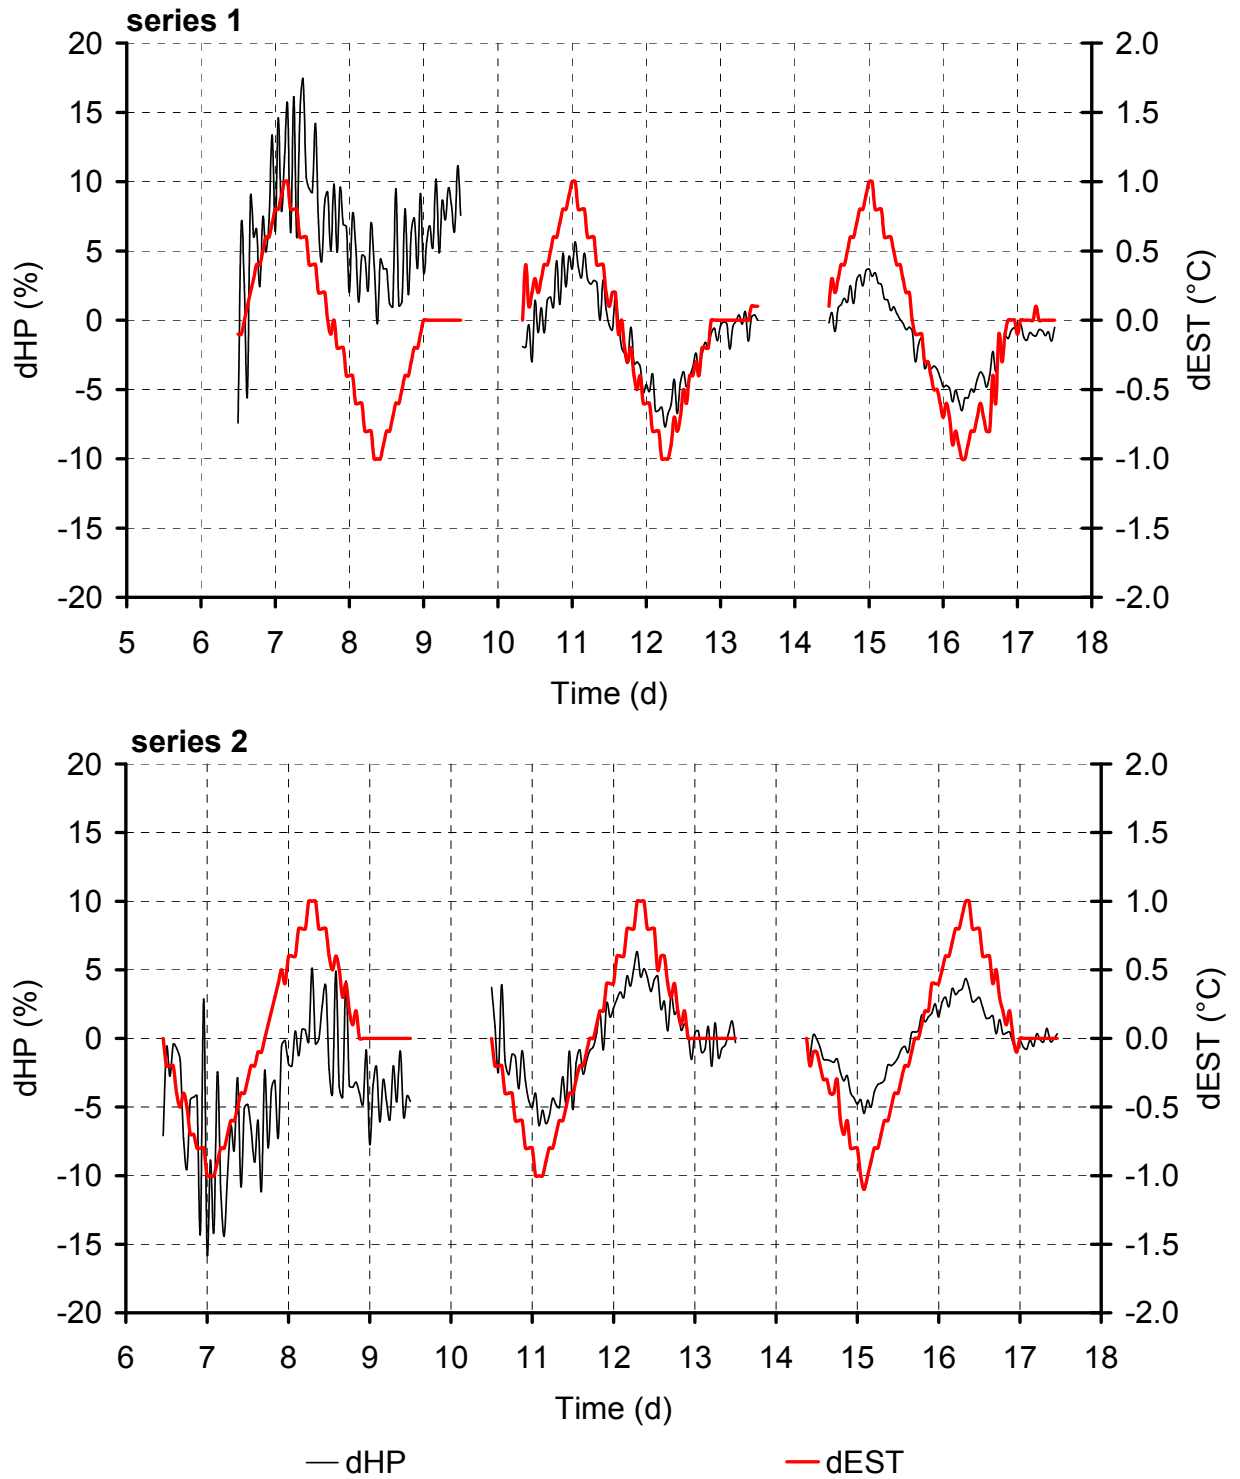 series 1
20 2.0
15 1.5
10 1.0
5 0.5
0 0.0
-5 -0.5
-10 -1.0
-15 -1.5
-20 -2.0
dHP (%)
dEST (°C)
5 6 7 8 9 10 11 12 13 14 15 16 17 18
Time (d)
series 2
20 2.0
15 1.5
10 1.0
5 0.5
0 0.0
-5 -0.5
-10 -1.0
-15 -1.5
-20 -2.0
dHP (%)
dEST (°C)
6 7 8 9 10 11 12 13 14 15 16 17 18
Time (d)
dHP dEST